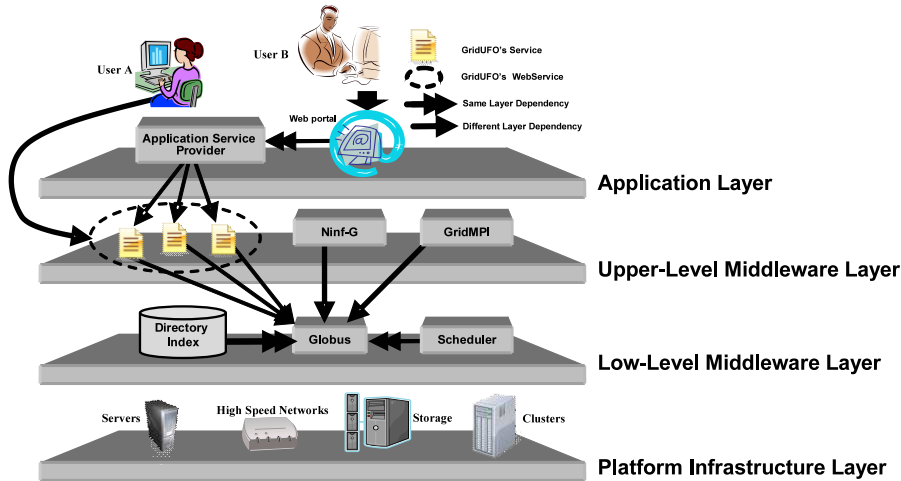 User A
User B
GridUFO's Service
GridUFO's WebService
Same Layer Dependency
Different Layer Dependency
Web portal
@
Application Service
Provider
Application Layer
Ninf-G
GridMPI
Upper-Level Middleware Layer
Directory
Index
Globus
Scheduler
Low-Level Middleware Layer
Servers
High Speed Networks
Storage
Clusters
Platform Infrastructure Layer